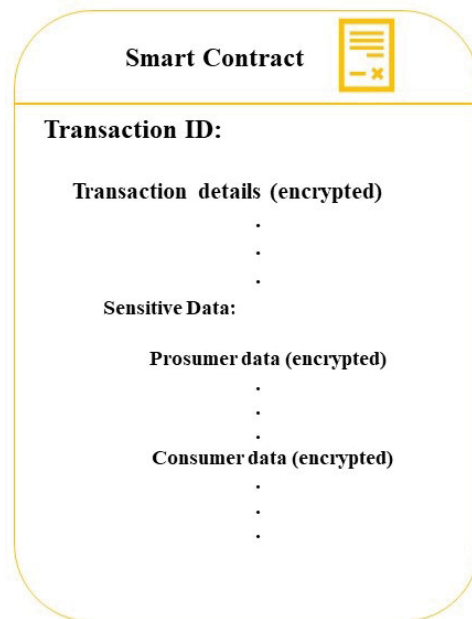 Smart Contract
Transaction ID:
Transaction details (encrypted)
.
.
.
Sensitive Data:
Prosumer data (encrypted)
.
.
.
Consumer data (encrypted)
.
.
.